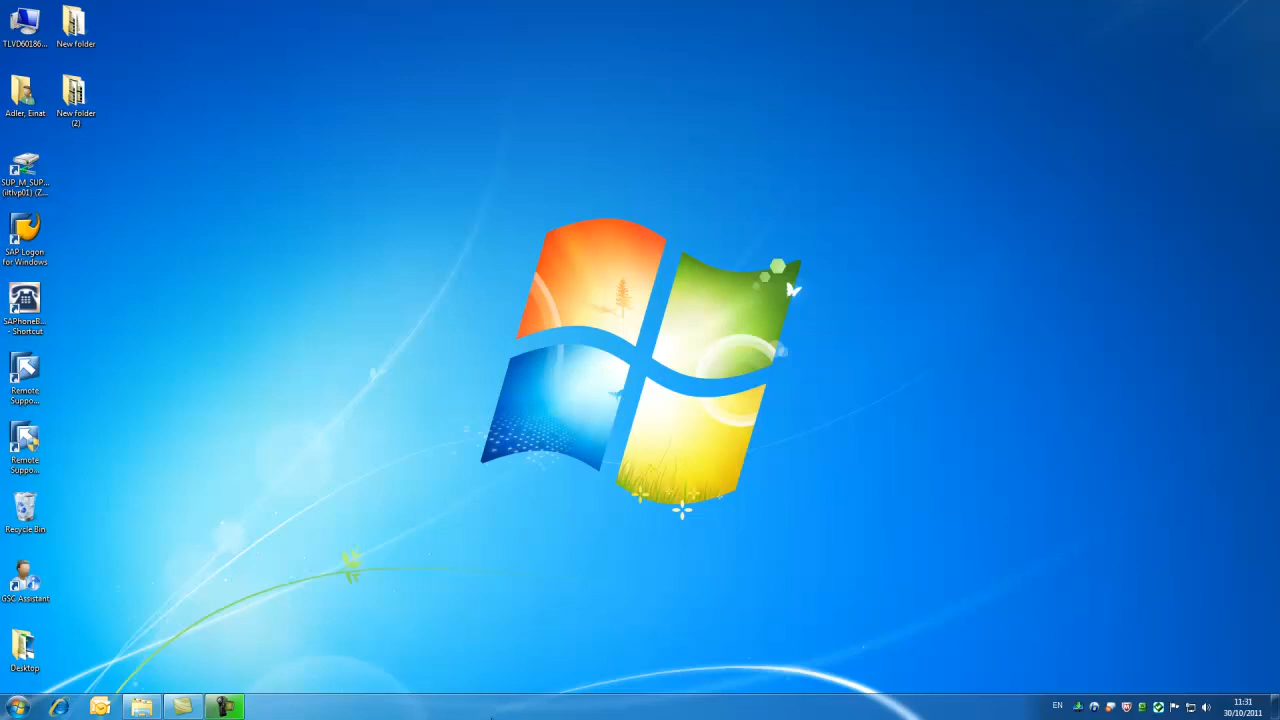 TLVD60186...
New folder
Adler, Einat
New folder
(2)
SUP_M_SUP...
(iltlvp01) (Z...
SAP Logon
for Windows
SAPhoneB...
- Shortcut
Remote
Suppo...
Remote
Suppo...
Recycle Bin
GSC Assistant
Desktop
EN
11:31
30/10/2011